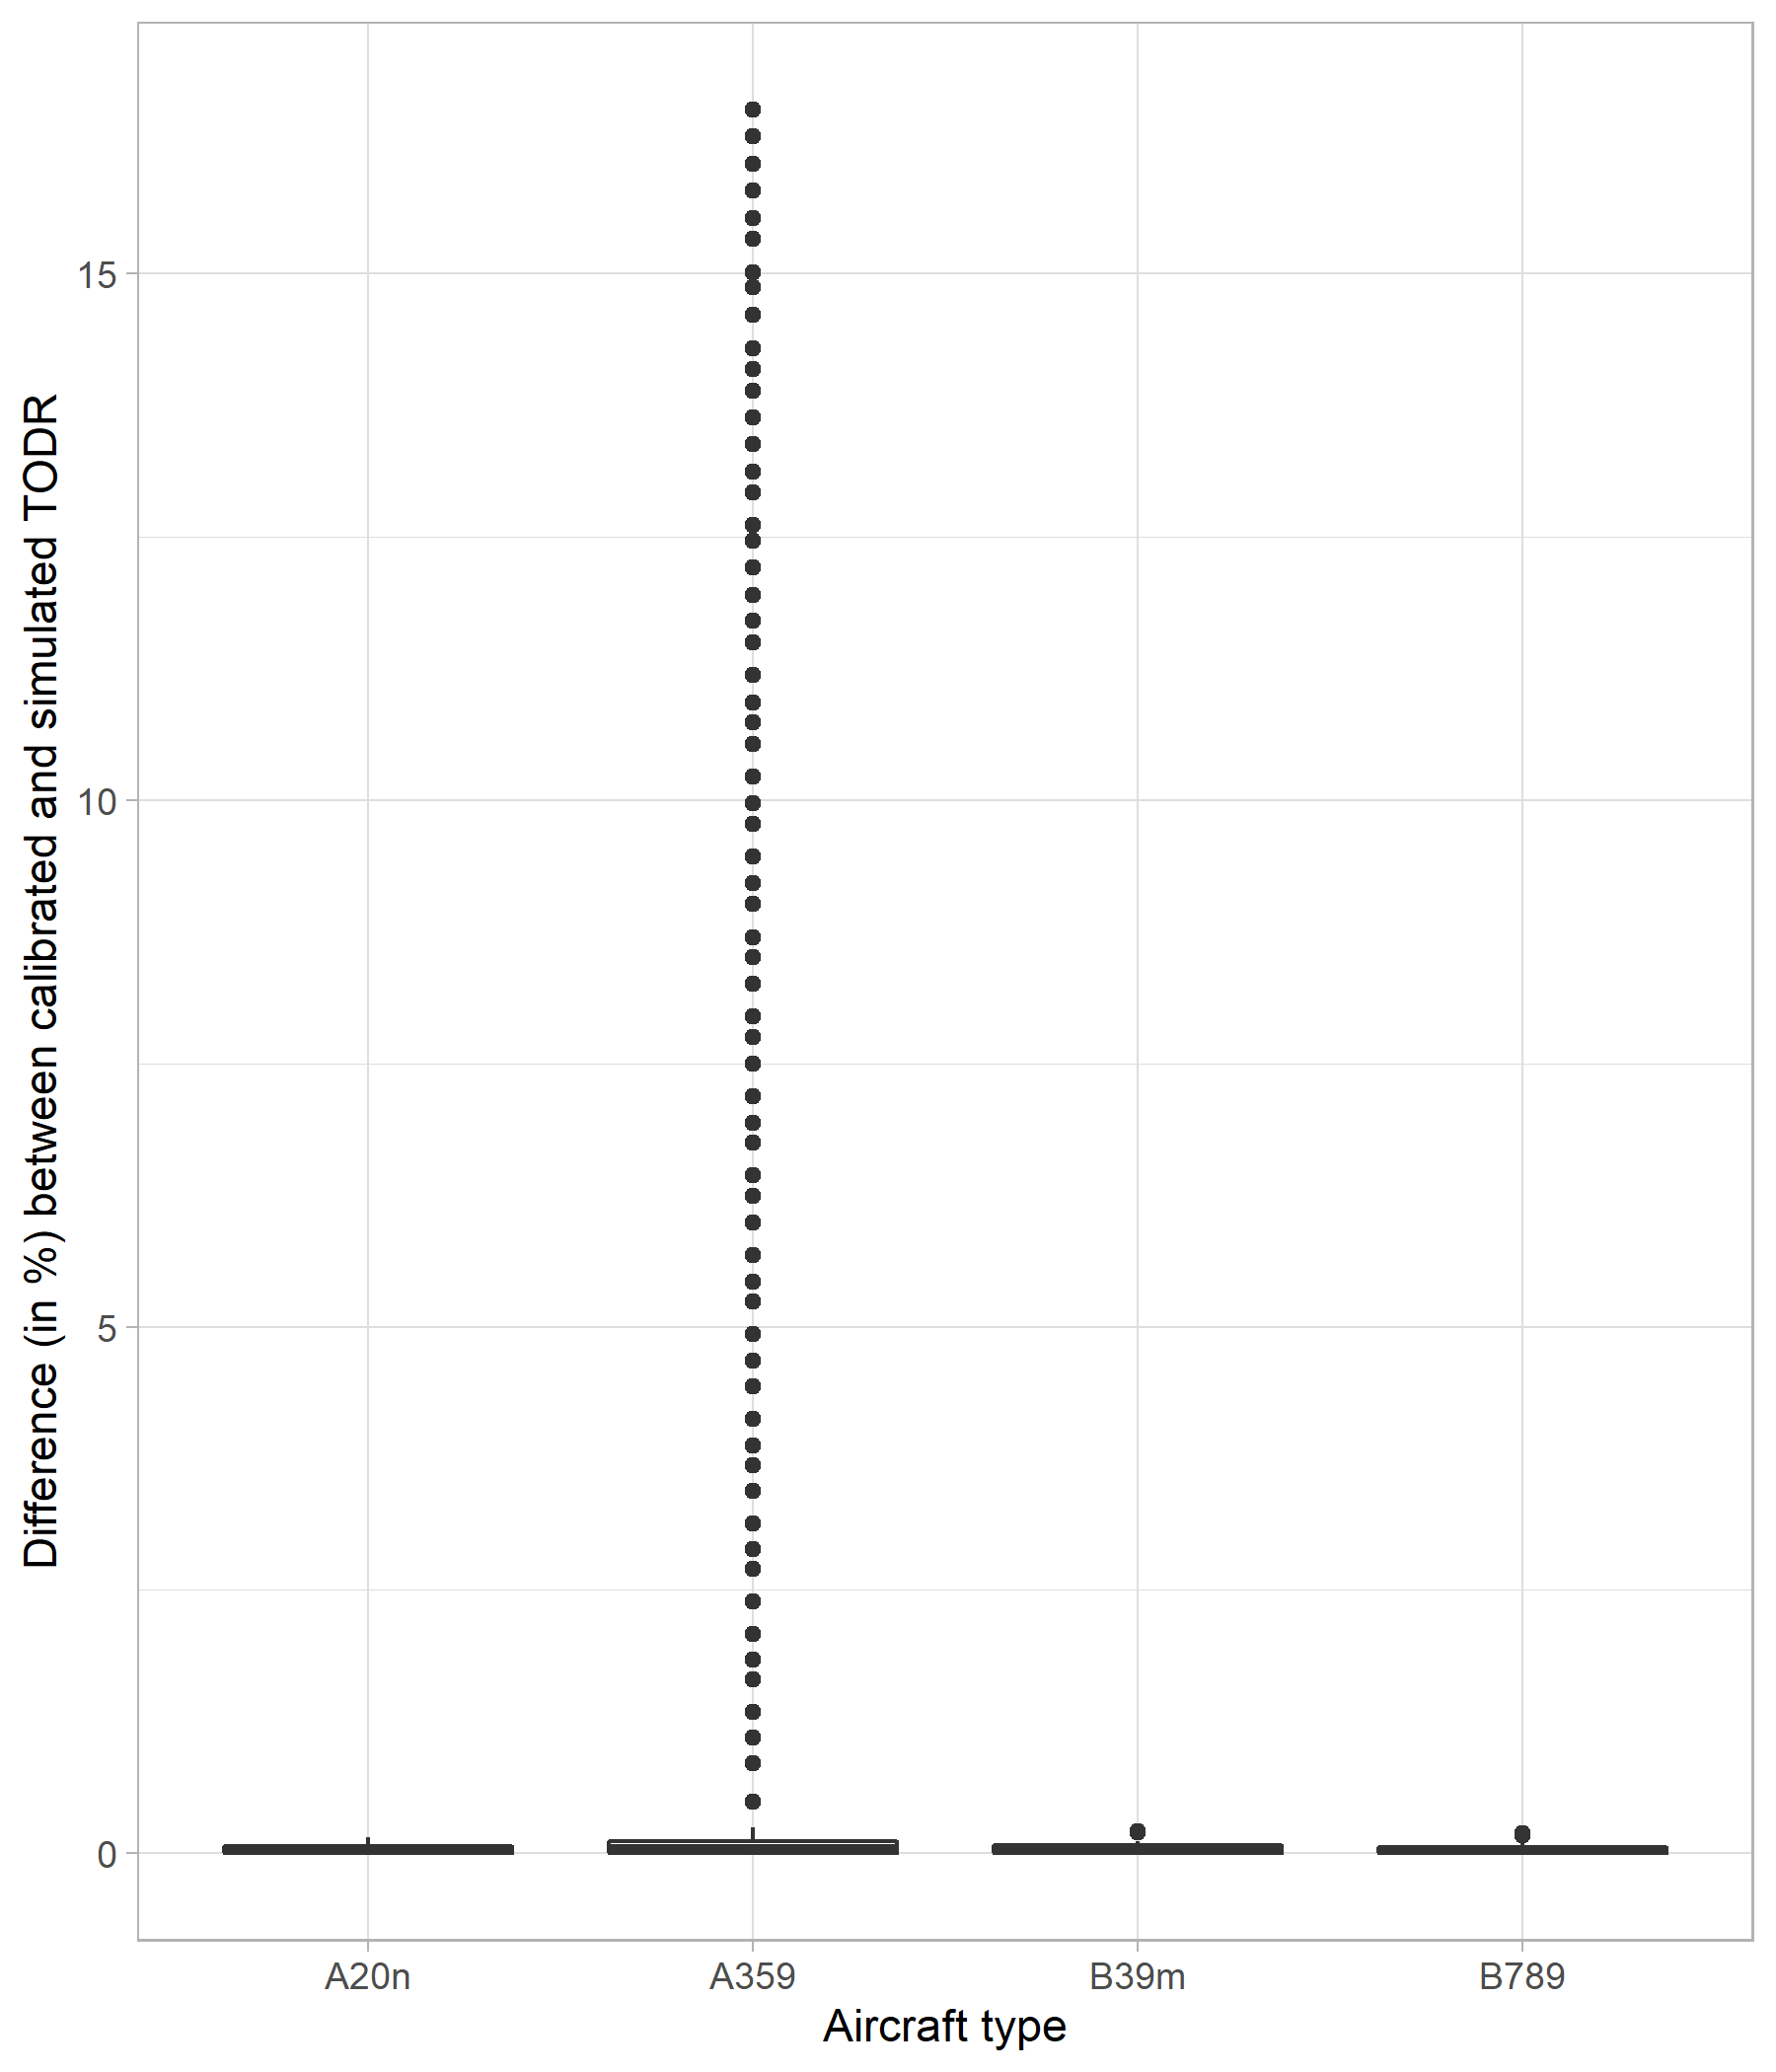 Difference (in %) between calibrated and simulated TODR
15
10
5
0
A20n A359 B39m B789
Aircraft type